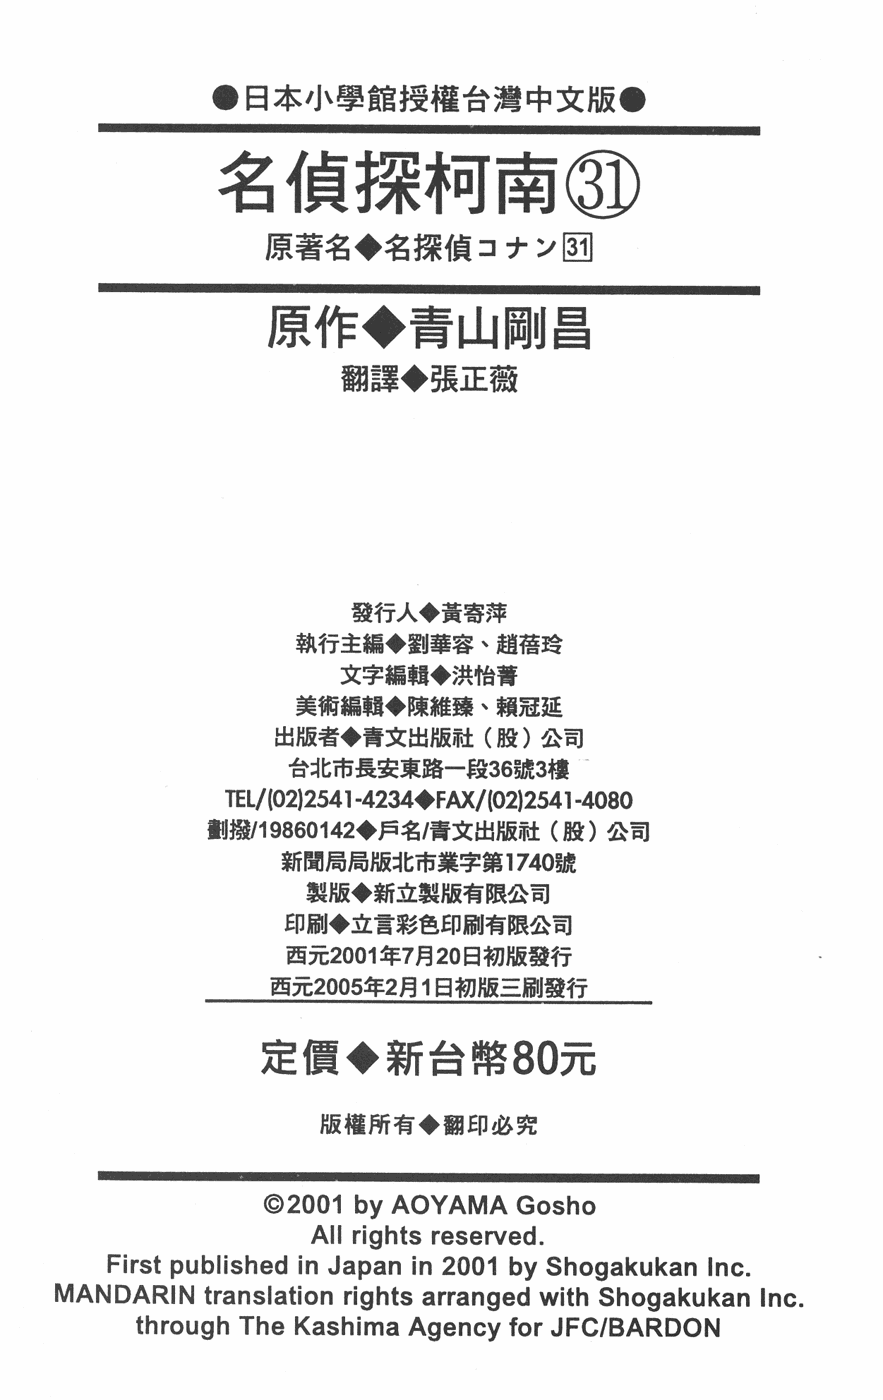 ●日本小學館授權台灣中文版●
名偵探柯南㉛
原著名◆名探偵コナン31
原作◆青山剛昌
翻譯◆張正薇
發行人◆黃寄萍
執行主編◆劉華容、趙蓓玲
文字編輯◆洪怡菁
美術編輯◆陳維臻、賴冠延
出版者◆青文出版社（股）公司
台北市長安東路一段36號3樓
TEL/(02)2541-4234◆FAX/(02)2541-4080
劃撥/19860142◆戶名/青文出版社（股）公司
新聞局局版北市業字第1740號
製版◆新立製版有限公司
印刷◆立言彩色印刷有限公司
西元2001年7月20日初版發行
西元2005年2月1日初版三刷發行
定價◆新台幣80元
版權所有◆翻印必究
©2001 by AOYAMA Gosho
All rights reserved.
First published in Japan in 2001 by Shogakukan Inc.
MANDARIN translation rights arranged with Shogakukan Inc.
through The Kashima Agency for JFC/BARDON